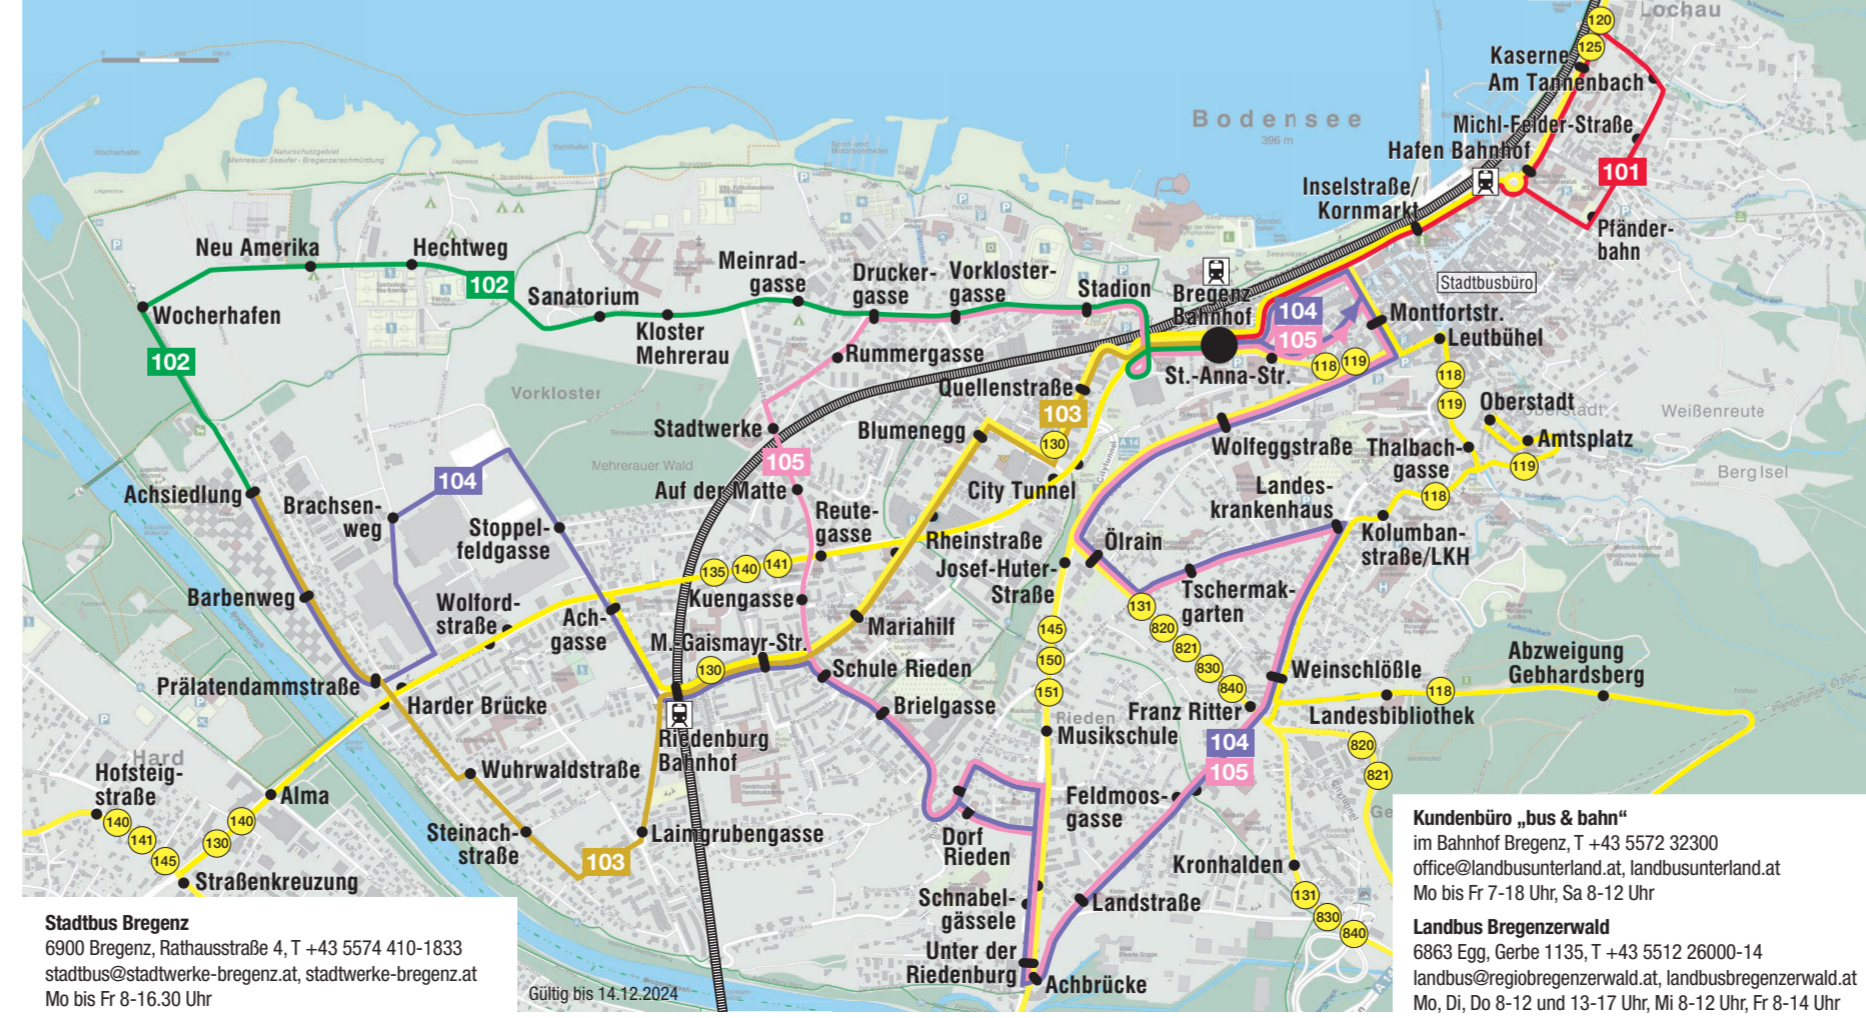 Lochau
120
125
Kaserne
Am Tannenbach
Bodensee
396 m
Michl-Felder-Straße
Hafen Bahnhof
101
Inselstraße/
Kornmarkt
Pfänder-
bahn
Neu Amerika
Hechtweg
102
Meinrad-
gasse
Drucker-
gasse
Vorkloster-
gasse
Stadion
Bregenz
Bahnhof
Stadtbusbüro
Sanatorium
Wocherhafen
Kloster
Mehrerau
104
105
Montfortstr.
Leutbühel
102
Rummergasse
St.-Anna-Str.
118
119
118
119
Quellenstraße
Vorkloster
103
130
Oberstadt
Oberstadt
Weißenreute
Stadtwerke
Blumenegg
Wolfeggstraße
Thalbach-
gasse
Amtsplatz
119
Berg Isel
105
Mehrerauer Wald
104
Auf der Matte
City Tunnel
Citytunnel
A 14
Landes-
krankenhaus
118
Achsiedlung
Brachsen-
weg
Stoppel-
feldgasse
Reute-
gasse
Rheinstraße
Ölrain
Kolumban-
straße/LKH
135
140
141
Josef-Huter-
Straße
Tschermak-
garten
Barbenweg
Wolford-
straße
Ach-
gasse
Kuengasse
Mariahilf
131
820
821
830
840
145
150
151
M.-Gaismayr-Str.
130
Schule Rieden
Weinschlößle
Abzweigung
Gebhardsberg
Prälatendammstraße
Harder Brücke
Brielgasse
118
Landesbibliothek
Franz Ritter
Rieden
Musikschule
104
105
820
821
Riedenburg
Bahnhof
Hard
Hofsteig-
straße
Wuhrwaldstraße
Alma
Feldmoos-
gasse
140
141
145
130
140
Steinach-
straße
Laimgrubengasse
103
Dorf
Rieden
Kronhalden
Straßenkreuzung
131
830
840
Schnabel-
gässele
Landstraße
Unter der
Riedenburg
Achbrücke
Stadtbus Bregenz
6900 Bregenz, Rathausstraße 4, T +43 5574 410-1833
stadtbus@stadtwerke-bregenz.at, stadtwerke-bregenz.at
Mo bis Fr 8-16.30 Uhr
Gültig bis 14.12.2024
Kundenbüro „bus & bahn“
im Bahnhof Bregenz, T +43 5572 32300
office@landbusunterland.at, landbusunterland.at
Mo bis Fr 7-18 Uhr, Sa 8-12 Uhr
Landbus Bregenzerwald
6863 Egg, Gerbe 1135, T +43 5512 26000-14
landbus@regiobregenzerwald.at, landbusbregenzerwald.at
Mo, Di, Do 8-12 und 13-17 Uhr, Mi 8-12 Uhr, Fr 8-14 Uhr